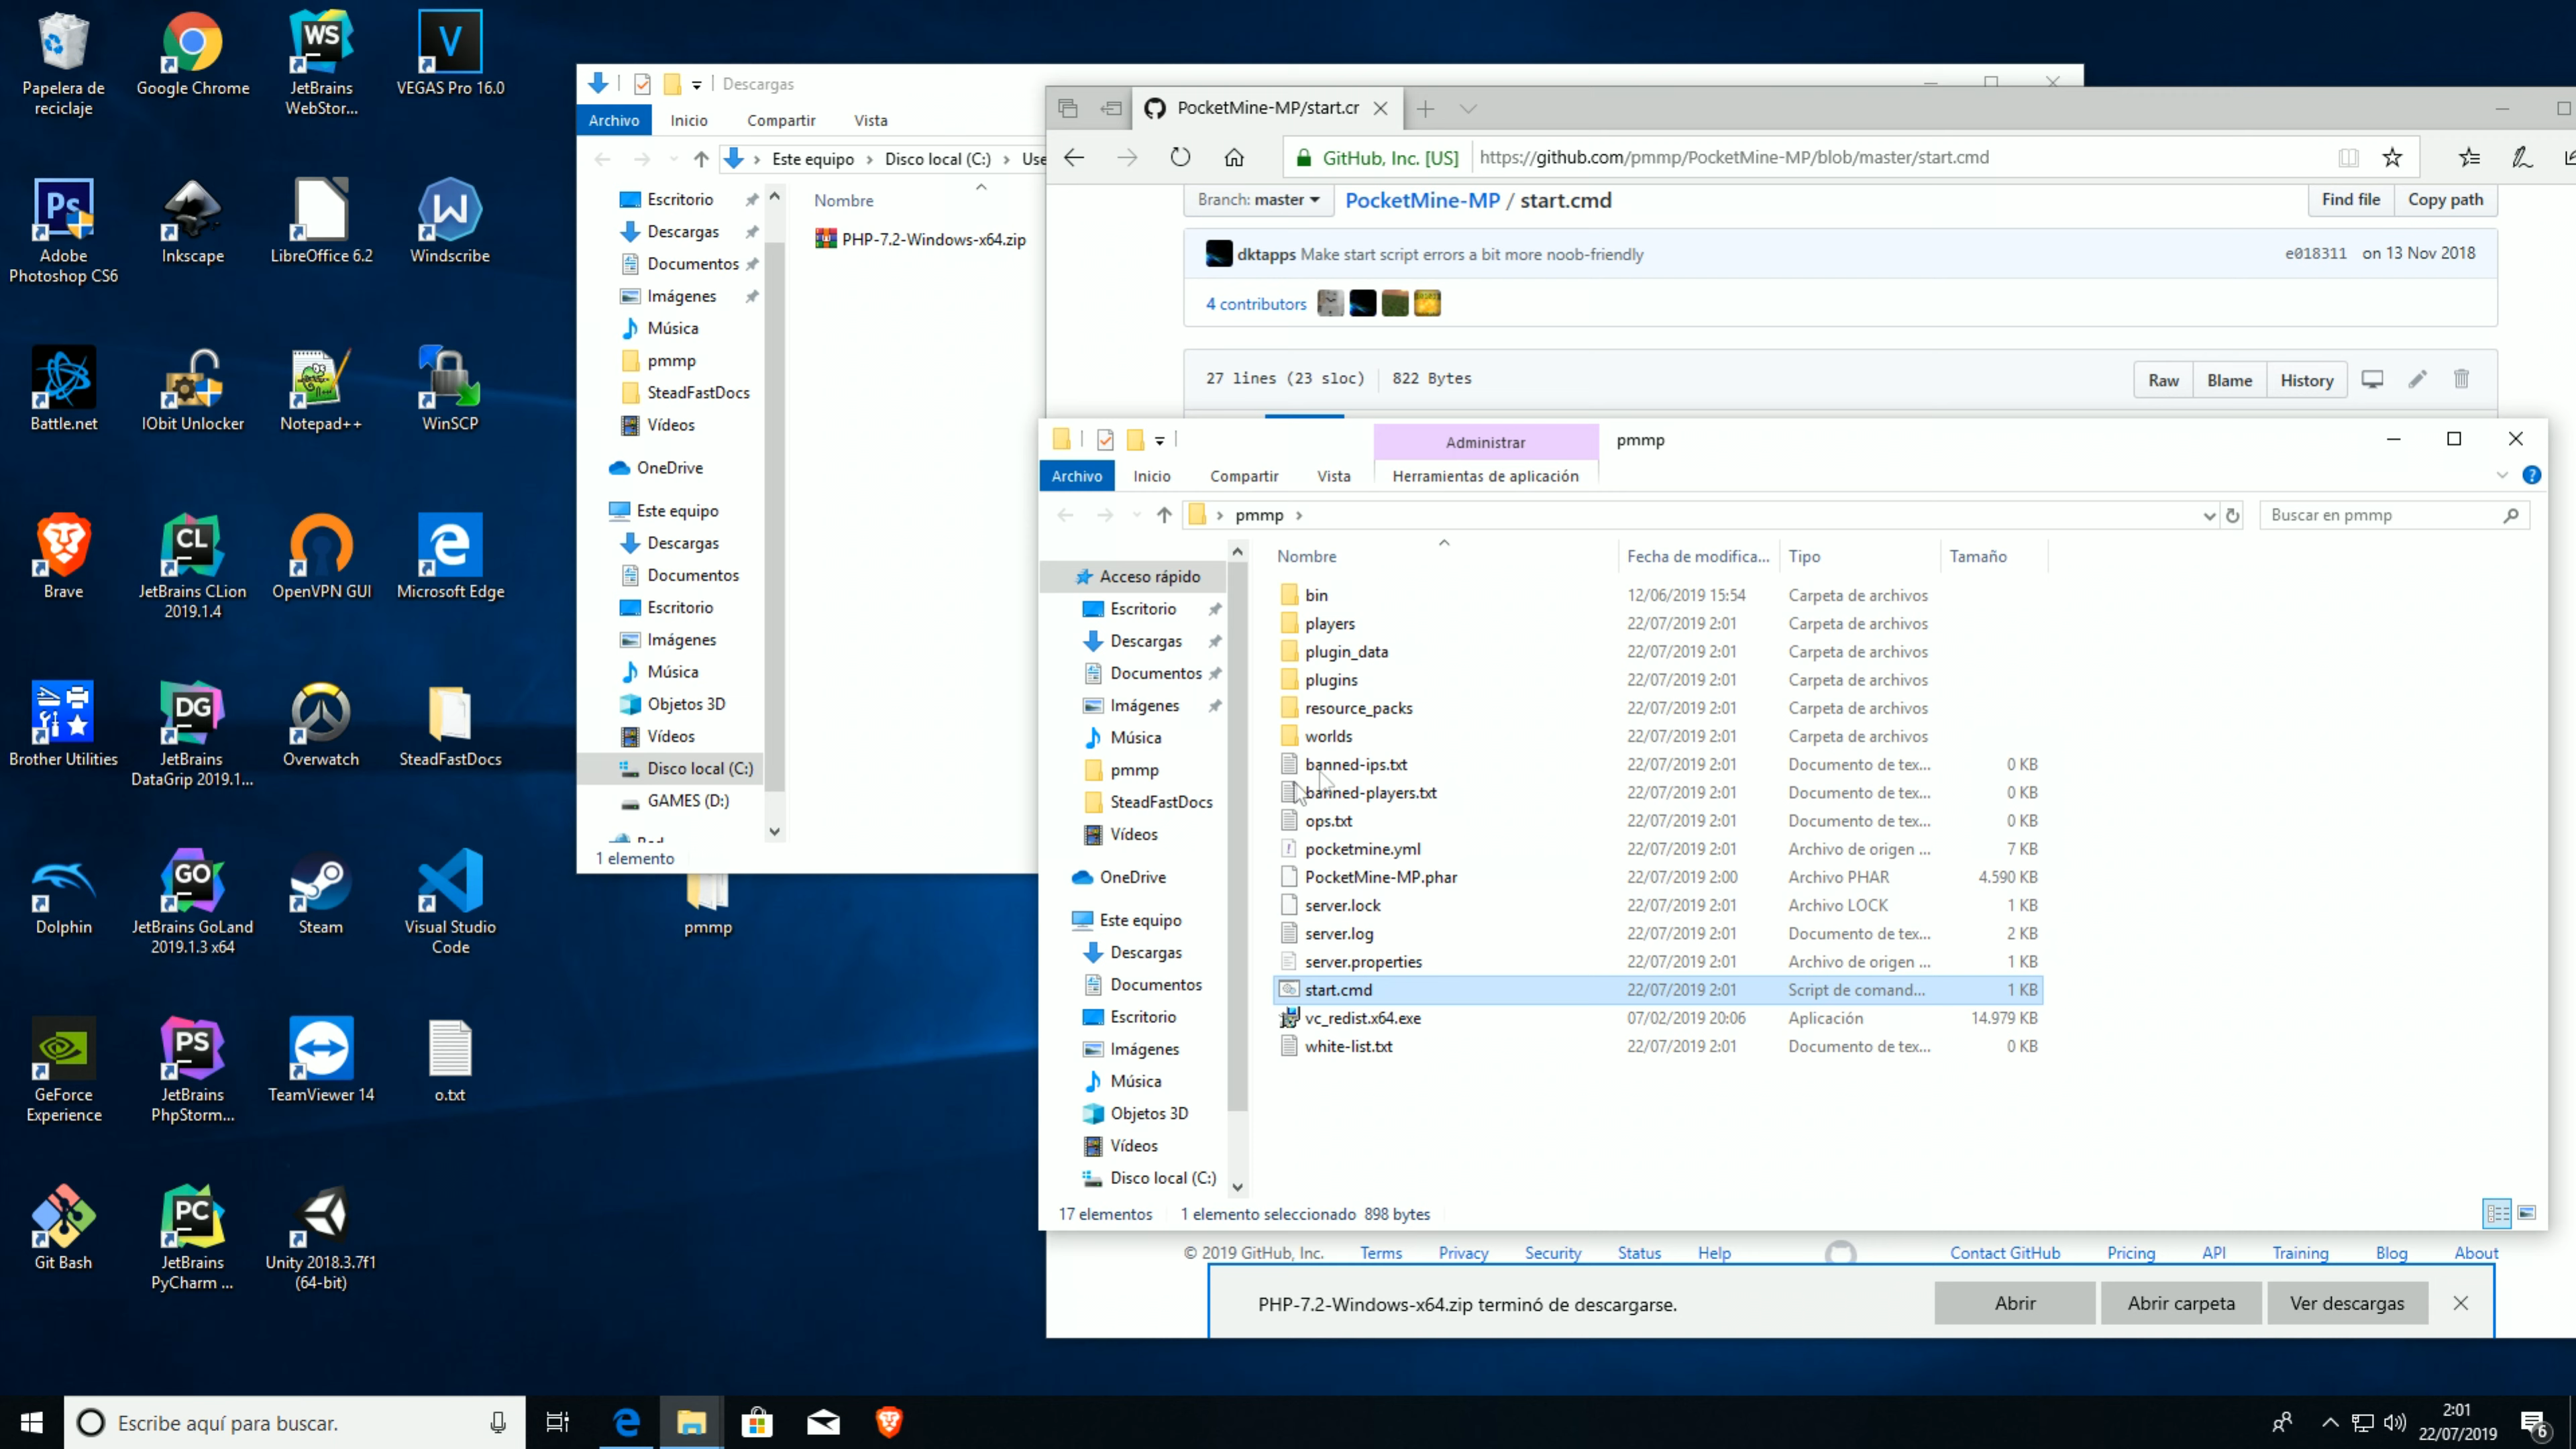 Papelera de
reciclaje
Google Chrome
JetBrains
WebStor...
VEGAS Pro 16.0
Adobe
Photoshop CS6
Inkscape
LibreOffice 6.2
Windscribe
Battle.net
IObit Unlocker
Notepad++
WinSCP
Brave
JetBrains CLion
2019.1.4
OpenVPN GUI
Microsoft Edge
Brother Utilities
JetBrains
DataGrip 2019.1...
Overwatch
SteadFastDocs
Dolphin
JetBrains GoLand
2019.1.3 x64
Steam
Visual Studio
Code
pmmp
GeForce
Experience
JetBrains
PhpStorm...
TeamViewer 14
o.txt
Git Bash
JetBrains
PyCharm ...
Unity 2018.3.7f1
(64-bit)
Descargas
Archivo Inicio Compartir Vista
Este equipo › Disco local (C:) › Use
Nombre
PHP-7.2-Windows-x64.zip
Escritorio
Descargas
Documentos
Imágenes
Música
pmmp
SteadFastDocs
Vídeos
OneDrive
Este equipo
Descargas
Documentos
Escritorio
Imágenes
Música
Objetos 3D
Vídeos
Disco local (C:)
GAMES (D:)
1 elemento
PocketMine-MP/start.cr
GitHub, Inc. [US] https://github.com/pmmp/PocketMine-MP/blob/master/start.cmd
Branch: master PocketMine-MP / start.cmd Find file Copy path
dktapps Make start script errors a bit more noob-friendly e018311 on 13 Nov 2018
4 contributors
27 lines (23 sloc) 822 Bytes Raw Blame History
Administrar pmmp
Archivo Inicio Compartir Vista Herramientas de aplicación
pmmp › Buscar en pmmp
Acceso rápido
Escritorio
Descargas
Documentos
Imágenes
Música
pmmp
SteadFastDocs
Vídeos
OneDrive
Este equipo
Descargas
Documentos
Escritorio
Imágenes
Música
Objetos 3D
Vídeos
Disco local (C:)
Nombre Fecha de modifica... Tipo Tamaño
bin 12/06/2019 15:54 Carpeta de archivos
players 22/07/2019 2:01 Carpeta de archivos
plugin_data 22/07/2019 2:01 Carpeta de archivos
plugins 22/07/2019 2:01 Carpeta de archivos
resource_packs 22/07/2019 2:01 Carpeta de archivos
worlds 22/07/2019 2:01 Carpeta de archivos
banned-ips.txt 22/07/2019 2:01 Documento de tex... 0 KB
banned-players.txt 22/07/2019 2:01 Documento de tex... 0 KB
ops.txt 22/07/2019 2:01 Documento de tex... 0 KB
pocketmine.yml 22/07/2019 2:01 Archivo de origen ... 7 KB
PocketMine-MP.phar 22/07/2019 2:00 Archivo PHAR 4.590 KB
server.lock 22/07/2019 2:01 Archivo LOCK 1 KB
server.log 22/07/2019 2:01 Documento de tex... 2 KB
server.properties 22/07/2019 2:01 Archivo de origen ... 1 KB
start.cmd 22/07/2019 2:01 Script de comand... 1 KB
vc_redist.x64.exe 07/02/2019 20:06 Aplicación 14.979 KB
white-list.txt 22/07/2019 2:01 Documento de tex... 0 KB
17 elementos 1 elemento seleccionado 898 bytes
© 2019 GitHub, Inc. Terms Privacy Security Status Help Contact GitHub Pricing API Training Blog About
PHP-7.2-Windows-x64.zip terminó de descargarse. Abrir Abrir carpeta Ver descargas
Escribe aquí para buscar.
2:01
22/07/2019
6